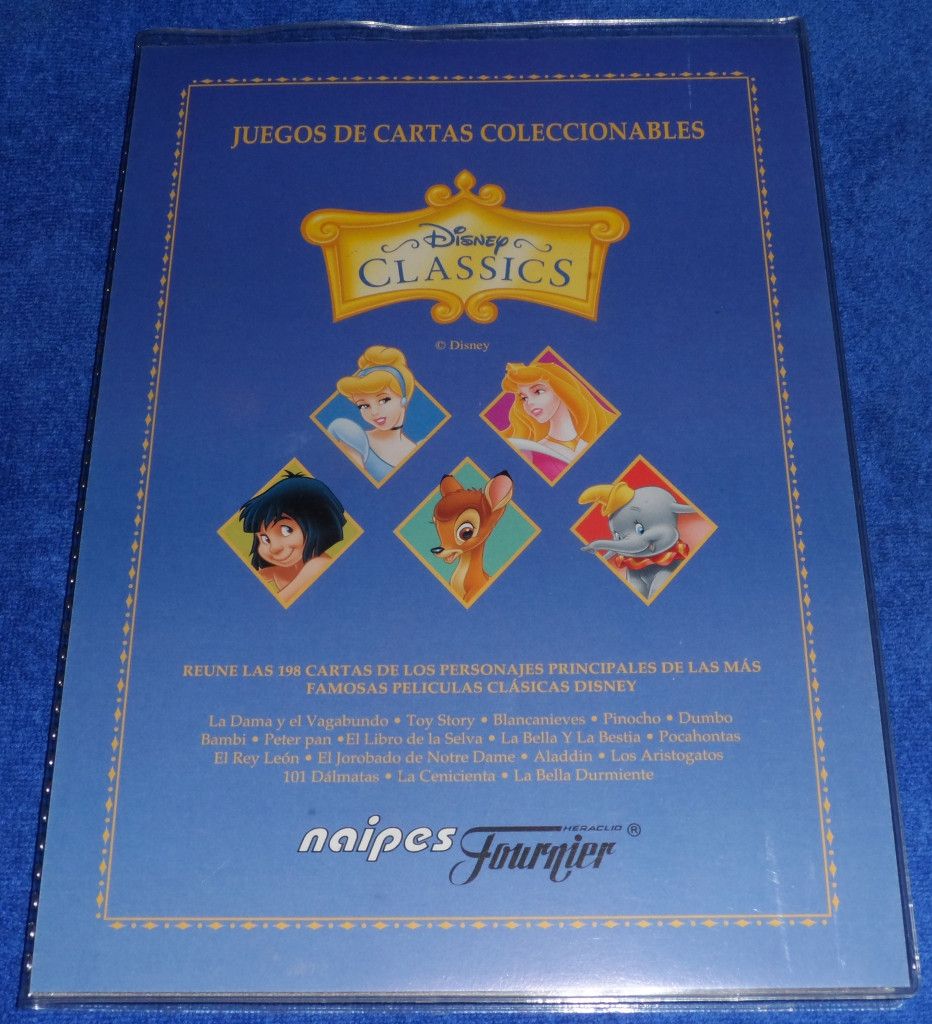 JUEGOS DE CARTAS COLECCIONABLES
Disney
CLASSICS
© Disney
REUNE LAS 198 CARTAS DE LOS PERSONAJES PRINCIPALES DE LAS MÁS
FAMOSAS PELICULAS CLÁSICAS DISNEY
La Dama y el Vagabundo • Toy Story • Blancanieves • Pinocho • Dumbo
Bambi • Peter pan •El Libro de la Selva • La Bella Y La Bestia • Pocahontas
El Rey León • El Jorobado de Notre Dame • Aladdin • Los Aristogatos
101 Dálmatas • La Cenicienta • La Bella Durmiente
naipes HERACLIO ®
Fournier